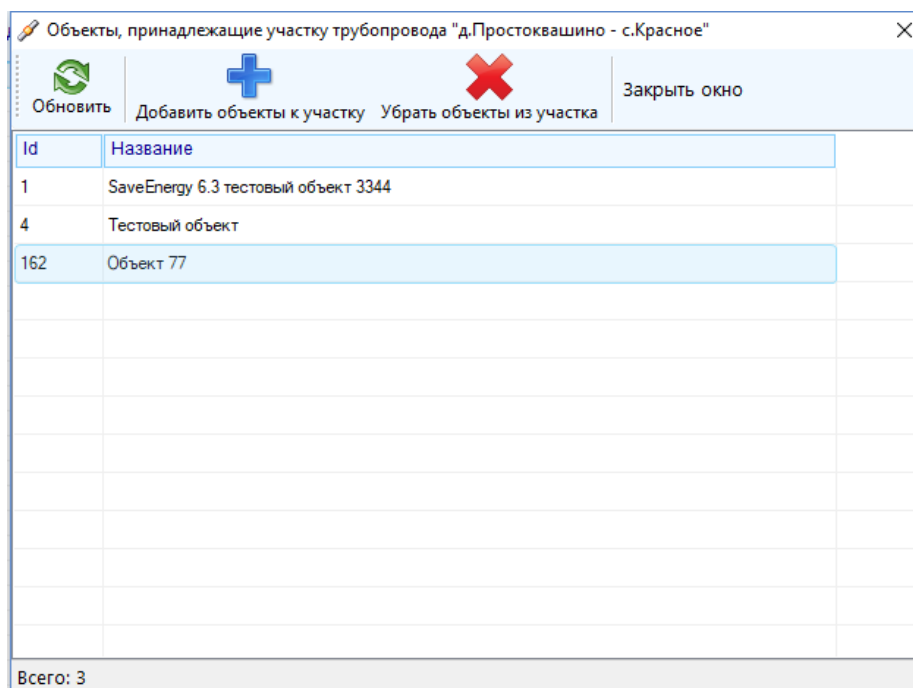 Объекты, принадлежащие участку трубопровода "д.Простоквашино - с.Красное"
Обновить
Добавить объекты к участку
Убрать объекты из участка
Закрыть окно
Id Название
1 SaveEnergy 6.3 тестовый объект 3344
4 Тестовый объект
162 Объект 77
Всего: 3